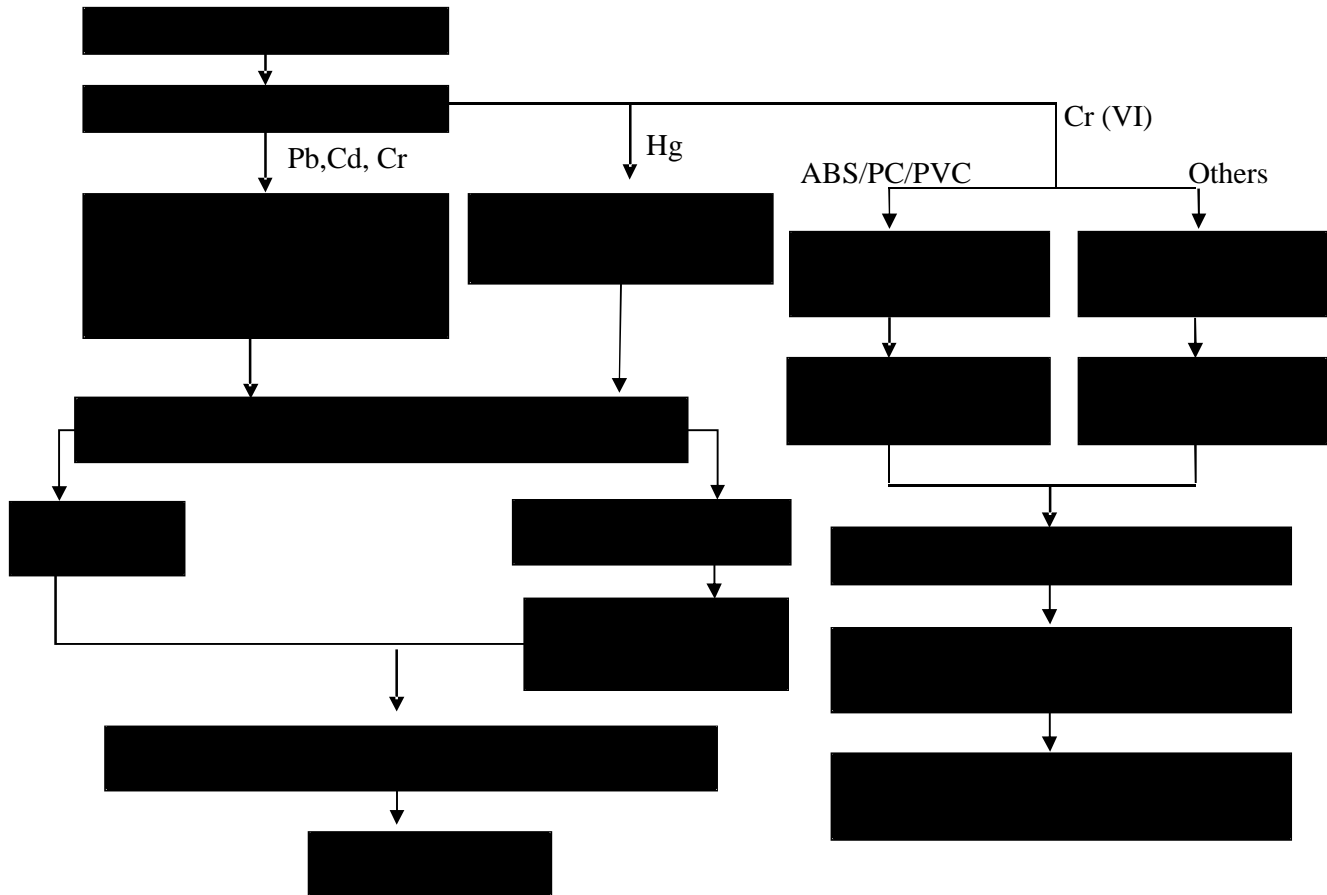 Cr (VI)
Pb,Cd, Cr
Hg
ABS/PC/PVC
Others